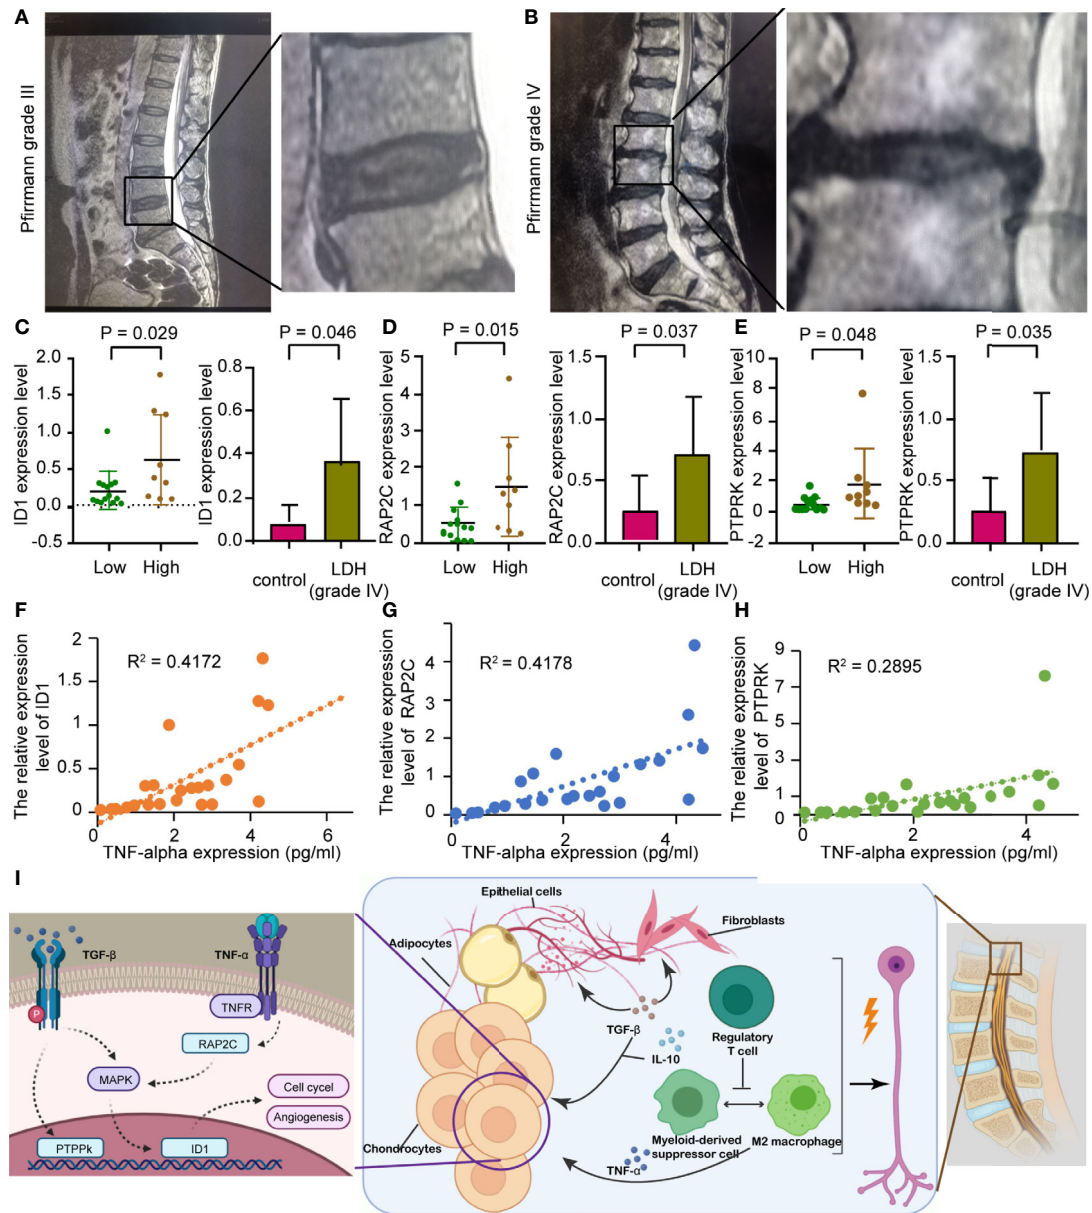 A
B
Pfirrmann grade III
Pfirrmann grade IV
C
D
E
P = 0.029
P = 0.046
P = 0.015
P = 0.037
P = 0.048
P = 0.035
ID1 expression level
2.0
1.5
1.0
0.5
0.0
-0.5
Low
High
ID1 expression level
0.8
0.6
0.4
0.2
0.0
control
LDH
(grade IV)
RAP2C expression level
5
4
3
2
1
0
Low
High
RAP2C expression level
1.5
1.0
0.5
0.0
control
LDH
(grade IV)
PTPRK expression level
10
8
6
4
2
0
-2
Low
High
PTPRK expression level
1.5
1.0
0.5
0.0
control
LDH
(grade IV)
F
The relative expression
level of ID1
2
1.5
1
0.5
0
R² = 0.4172
0
2
4
6
TNF-alpha expression (pg/ml)
G
The relative expression
level of RAP2C
4
3
2
1
0
R² = 0.4178
0
2
4
TNF-alpha expression (pg/ml)
H
The relative expression
level of PTPRK
9
7
5
3
1
R² = 0.2895
0
2
4
TNF-alpha expression (pg/ml)
I
TGF-β
TNF-α
P
TNFR
RAP2C
MAPK
Cell cycel
Angiogenesis
PTPPk
ID1
Epithelial cells
Fibroblasts
Adipocytes
TGF-β
IL-10
Regulatory
T cell
Chondrocytes
Myeloid-derived
suppressor cell
M2 macrophage
TNF-α